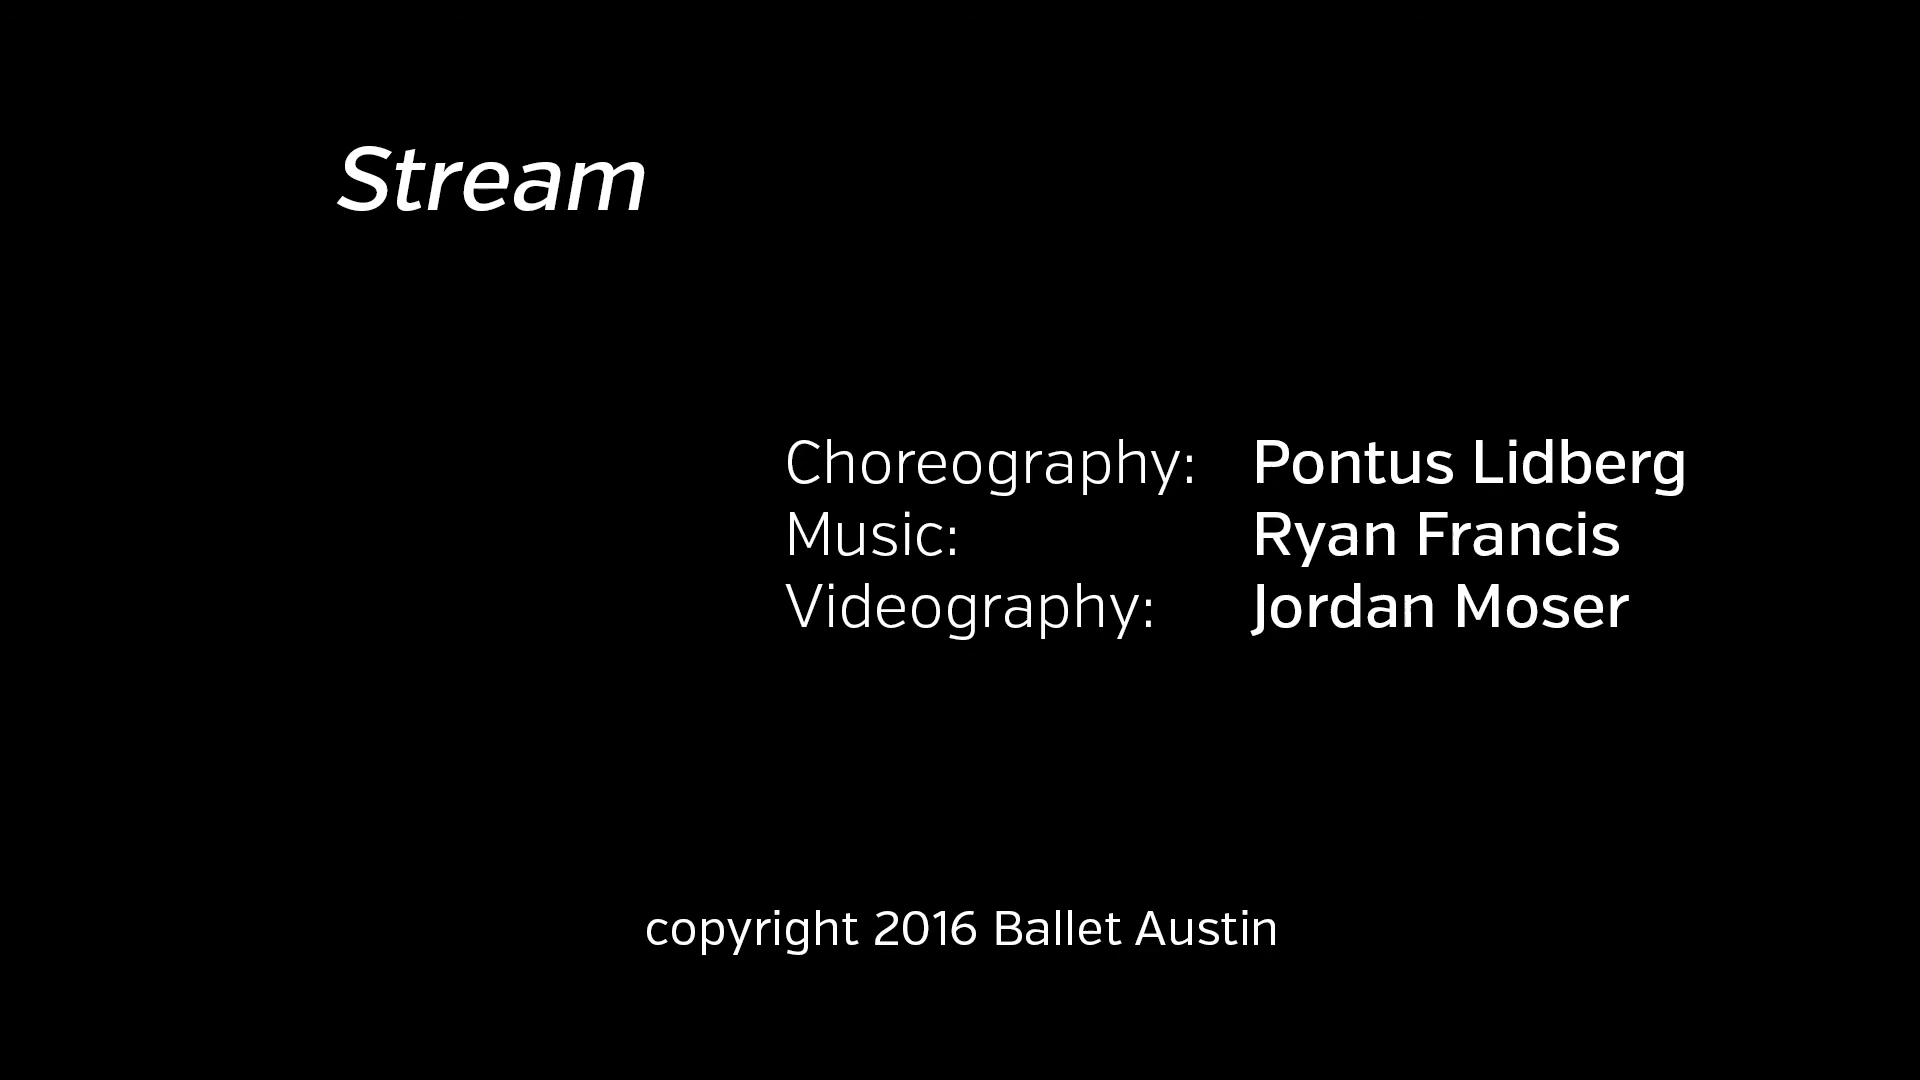 Stream
Choreography: Pontus Lidberg
Music: Ryan Francis
Videography: Jordan Moser
copyright 2016 Ballet Austin